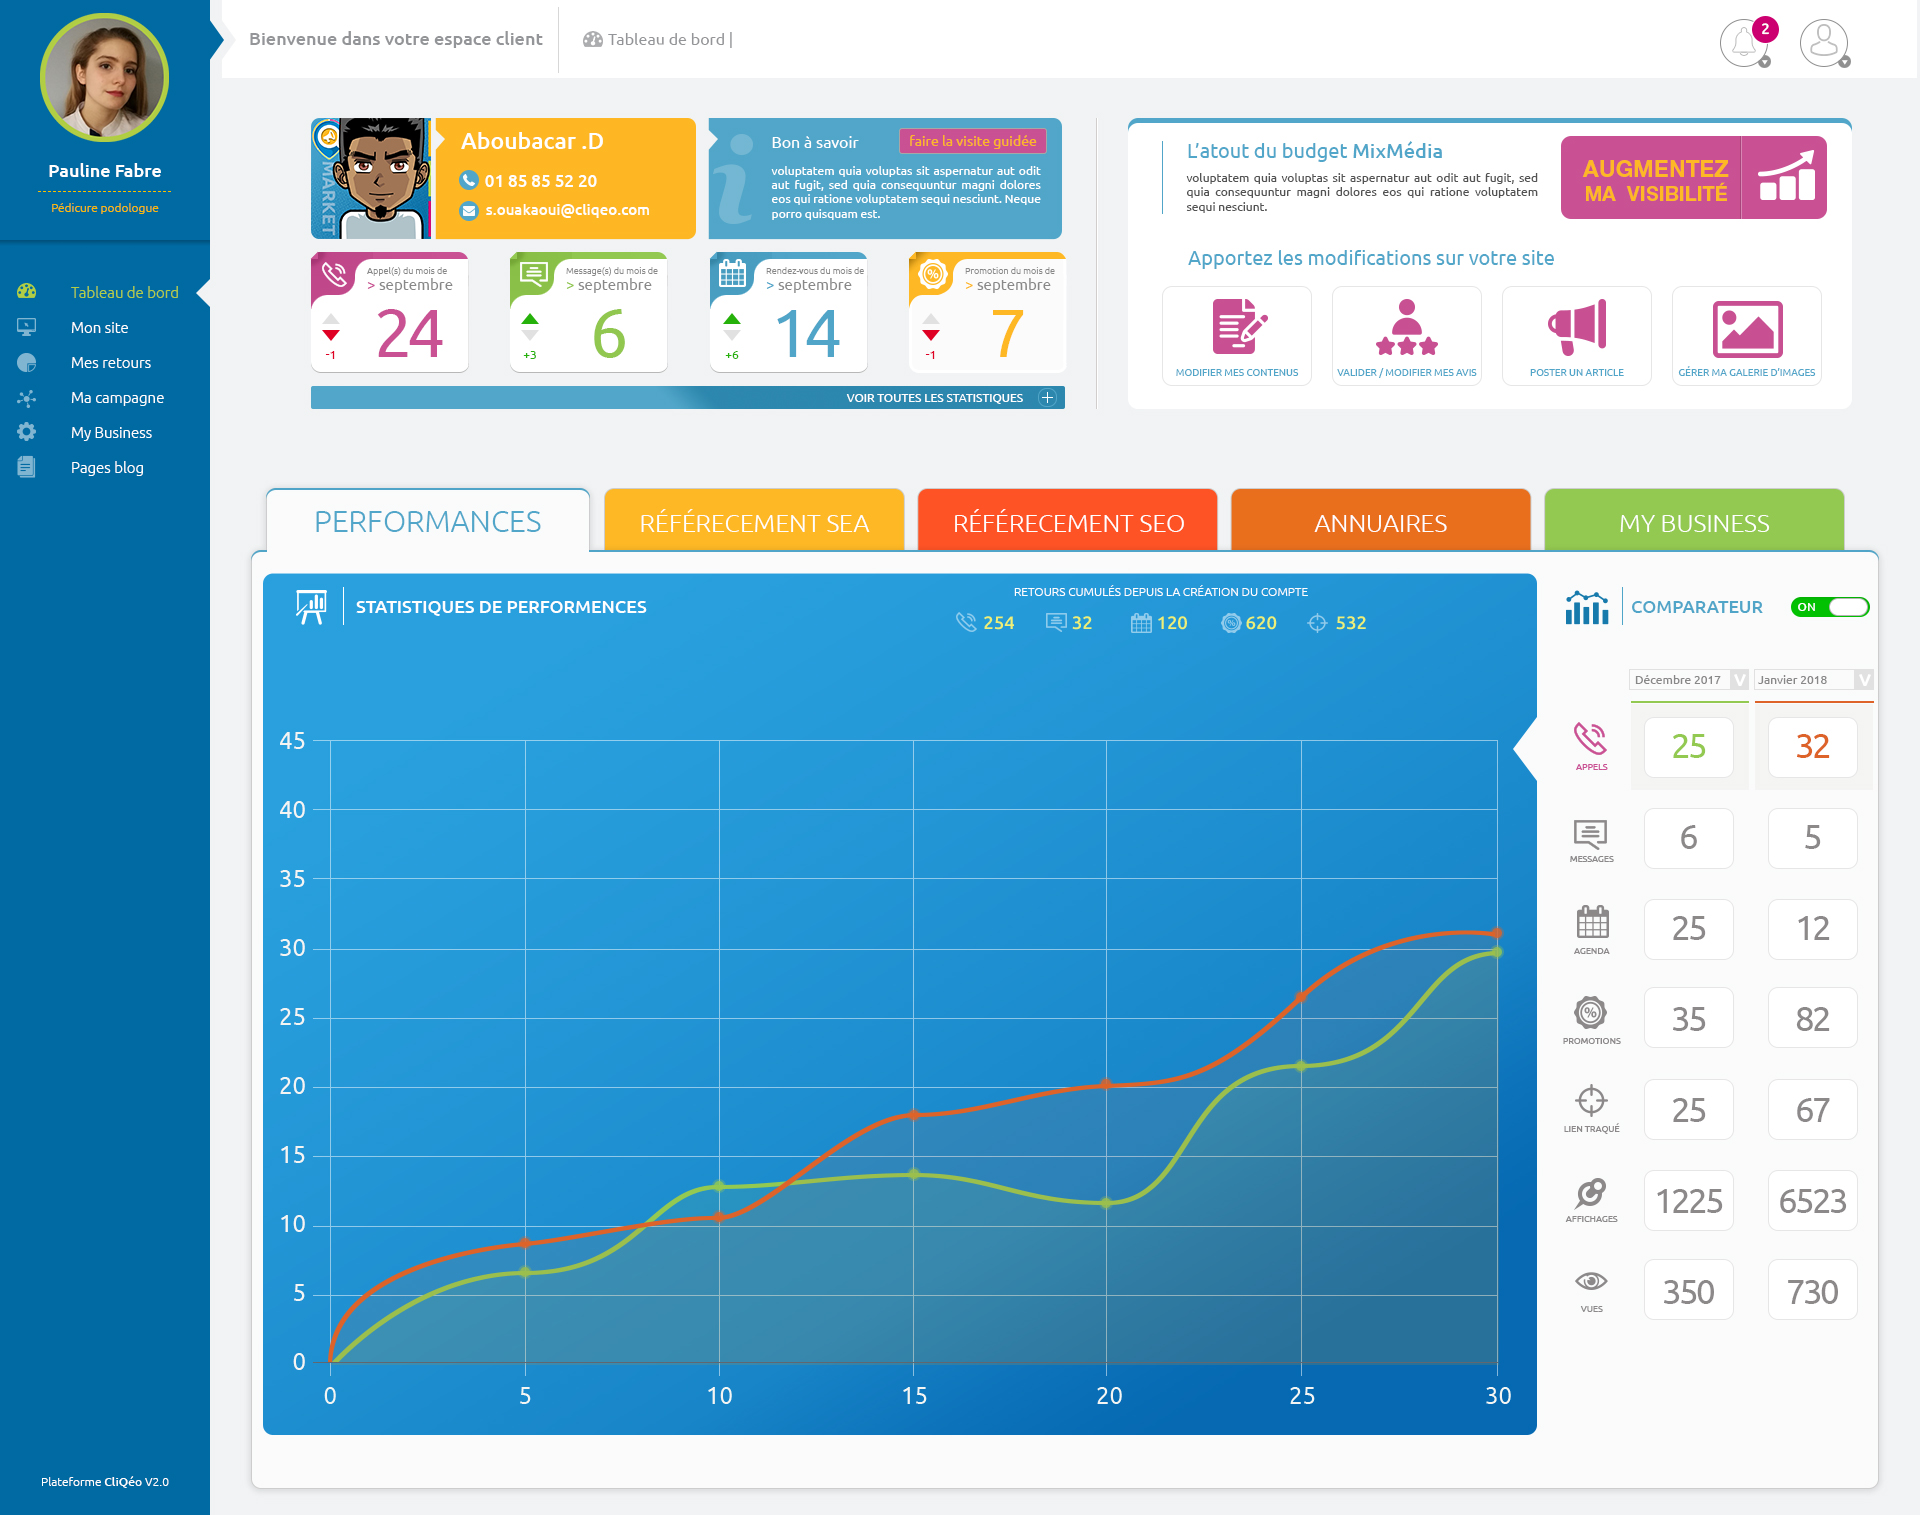 Bienvenue dans votre espace client
Tableau de bord |
2
Pauline Fabre
Pédicure podologue
Tableau de bord
Mon site
Mes retours
Ma campagne
My Business
Pages blog
Plateforme CliQéo V2.0
MARKET
Aboubacar .D
01 85 85 52 20
s.ouakaoui@cliqeo.com
i
Bon à savoir
faire la visite guidée
voluptatem quia voluptas sit aspernatur aut odit
aut fugit, sed quia consequuntur magni dolores
eos qui ratione voluptatem sequi nesciunt. Neque
porro quisquam est.
Appel(s) du mois de
> septembre
24
-1
Message(s) du mois de
> septembre
6
+3
Rendez-vous du mois de
> septembre
14
+6
%
Promotion du mois de
> septembre
7
-1
VOIR TOUTES LES STATISTIQUES
L'atout du budget MixMédia
voluptatem quia voluptas sit aspernatur aut odit aut fugit, sed
quia consequuntur magni dolores eos qui ratione voluptatem
sequi nesciunt.
AUGMENTEZ
MA VISIBILITÉ
Apportez les modifications sur votre site
MODIFIER MES CONTENUS
VALIDER / MODIFIER MES AVIS
POSTER UN ARTICLE
GÉRER MA GALERIE D'IMAGES
PERFORMANCES
RÉFÉRECEMENT SEA
RÉFÉRECEMENT SEO
ANNUAIRES
MY BUSINESS
STATISTIQUES DE PERFORMENCES
RETOURS CUMULÉS DEPUIS LA CRÉATION DU COMPTE
254
32
120
% 620
532
45
40
35
30
25
20
15
10
5
0
0 5 10 15 20 25 30
COMPARATEUR
ON
Décembre 2017 V
Janvier 2018 V
APPELS
25 32
MESSAGES
6 5
AGENDA
25 12
%
PROMOTIONS
35 82
LIEN TRAQUÉ
25 67
AFFICHAGES
1225 6523
VUES
350 730